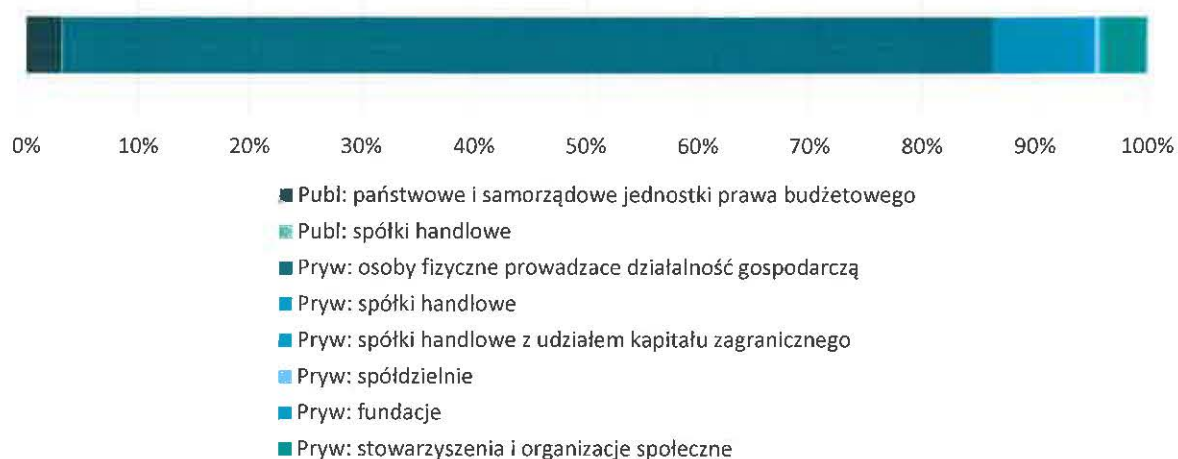 0% 10% 20% 30% 40% 50% 60% 70% 80% 90% 100%
Publ: państwowe i samorządowe jednostki prawa budżetowego
Publ: spółki handlowe
Pryw: osoby fizyczne prowadzace działalność gospodarczą
Pryw: spółki handlowe
Pryw: spółki handlowe z udziałem kapitału zagranicznego
Pryw: spółdzielnie
Pryw: fundacje
Pryw: stowarzyszenia i organizacje społeczne